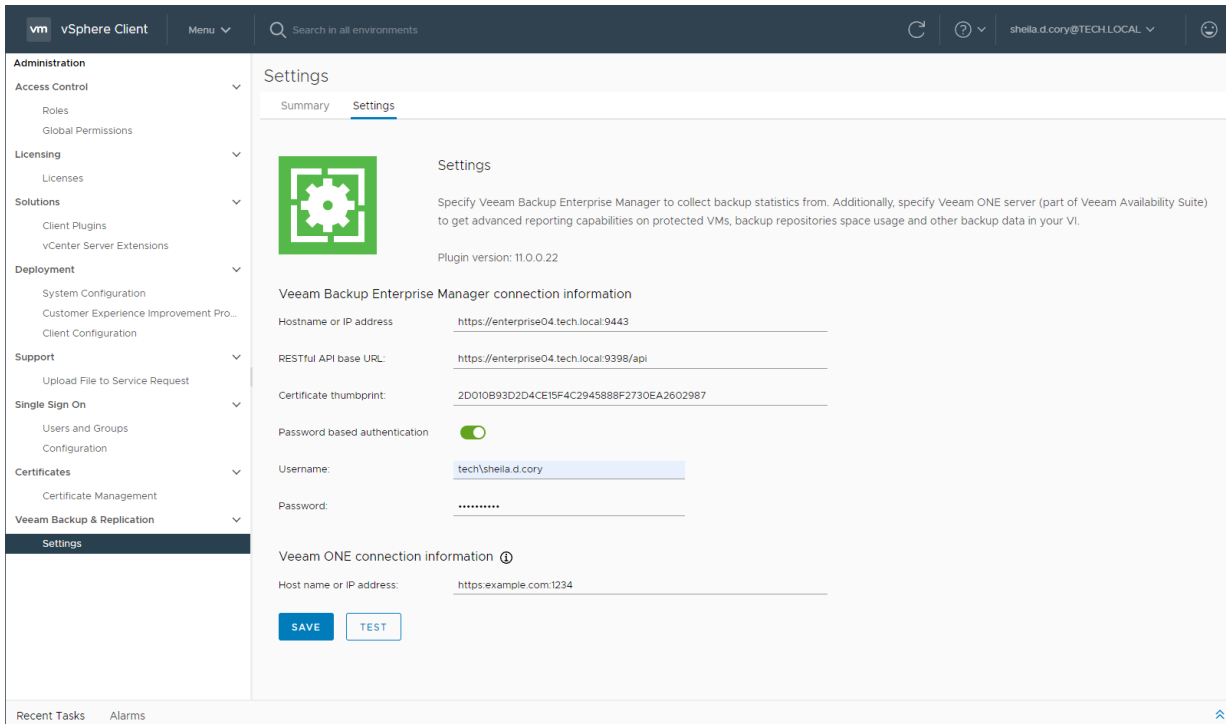 vm vSphere Client Menu Search in all environments sheila.d.cory@TECH.LOCAL
Administration
Access Control
Roles
Global Permissions
Licensing
Licenses
Solutions
Client Plugins
vCenter Server Extensions
Deployment
System Configuration
Customer Experience Improvement Pro...
Client Configuration
Support
Upload File to Service Request
Single Sign On
Users and Groups
Configuration
Certificates
Certificate Management
Veeam Backup & Replication
Settings
Settings
Summary Settings
Settings
Specify Veeam Backup Enterprise Manager to collect backup statistics from. Additionally, specify Veeam ONE server (part of Veeam Availability Suite)
to get advanced reporting capabilities on protected VMs, backup repositories space usage and other backup data in your VI.
Plugin version: 11.0.0.22
Veeam Backup Enterprise Manager connection information
Hostname or IP address https://enterprise04.tech.local:9443
RESTful API base URL: https://enterprise04.tech.local:9398/api
Certificate thumbprint: 2D010B93D2D4CE15F4C2945888F2730EA2602987
Password based authentication
Username: tech\sheila.d.cory
Password: ••••••••••
Veeam ONE connection information
Host name or IP address: https:example.com:1234
SAVE TEST
Recent Tasks Alarms